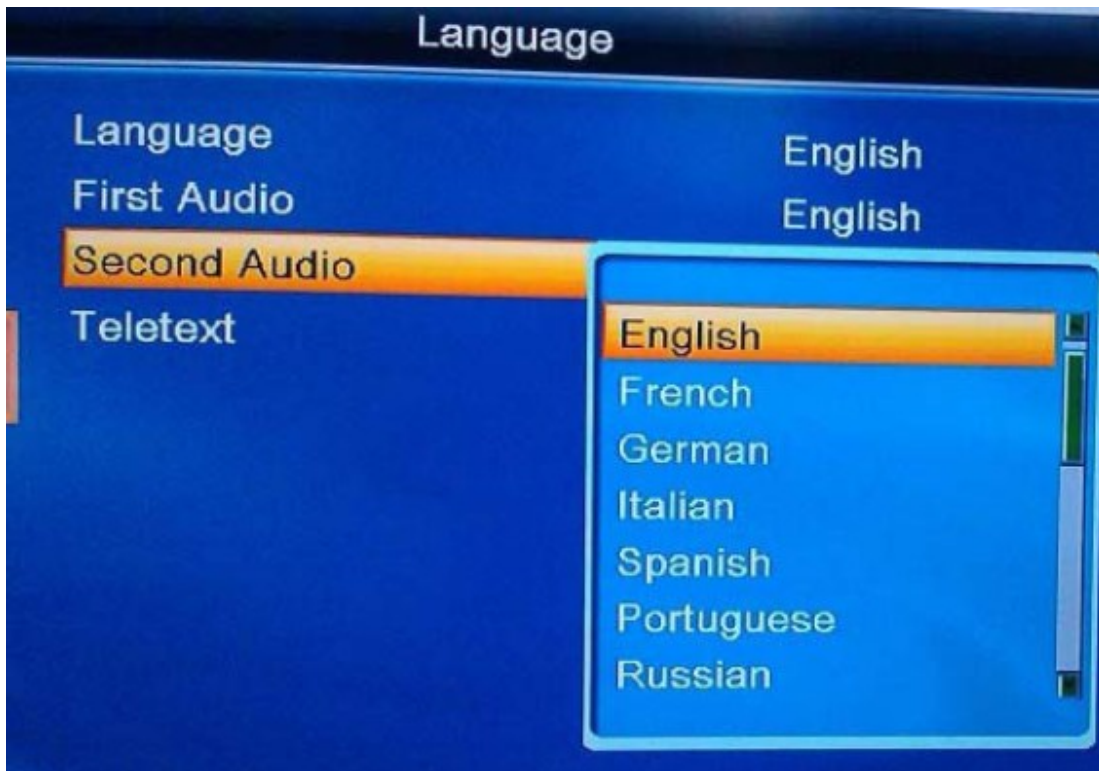 Language
Language English
First Audio English
Second Audio
Teletext
English
French
German
Italian
Spanish
Portuguese
Russian